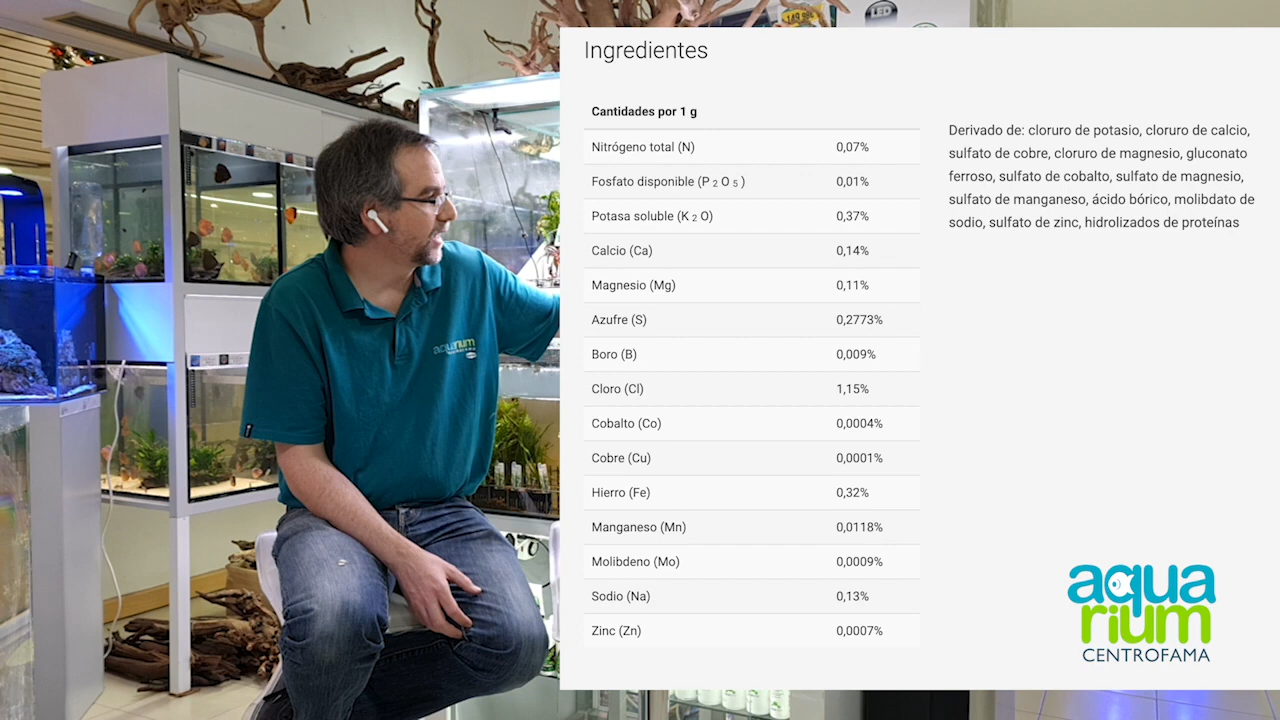 149,99€
LED
Ingredientes
Cantidades por 1 g
Nitrógeno total (N) 0,07%
Fosfato disponible (P 2 O 5 ) 0,01%
Potasa soluble (K 2 O) 0,37%
Calcio (Ca) 0,14%
Magnesio (Mg) 0,11%
Azufre (S) 0,2773%
Boro (B) 0,009%
Cloro (Cl) 1,15%
Cobalto (Co) 0,0004%
Cobre (Cu) 0,0001%
Hierro (Fe) 0,32%
Manganeso (Mn) 0,0118%
Molibdeno (Mo) 0,0009%
Sodio (Na) 0,13%
Zinc (Zn) 0,0007%
Derivado de: cloruro de potasio, cloruro de calcio,
sulfato de cobre, cloruro de magnesio, gluconato
ferroso, sulfato de cobalto, sulfato de magnesio,
sulfato de manganeso, ácido bórico, molibdato de
sodio, sulfato de zinc, hidrolizados de proteínas
aquarium
aqua
rium
CENTROFAMA